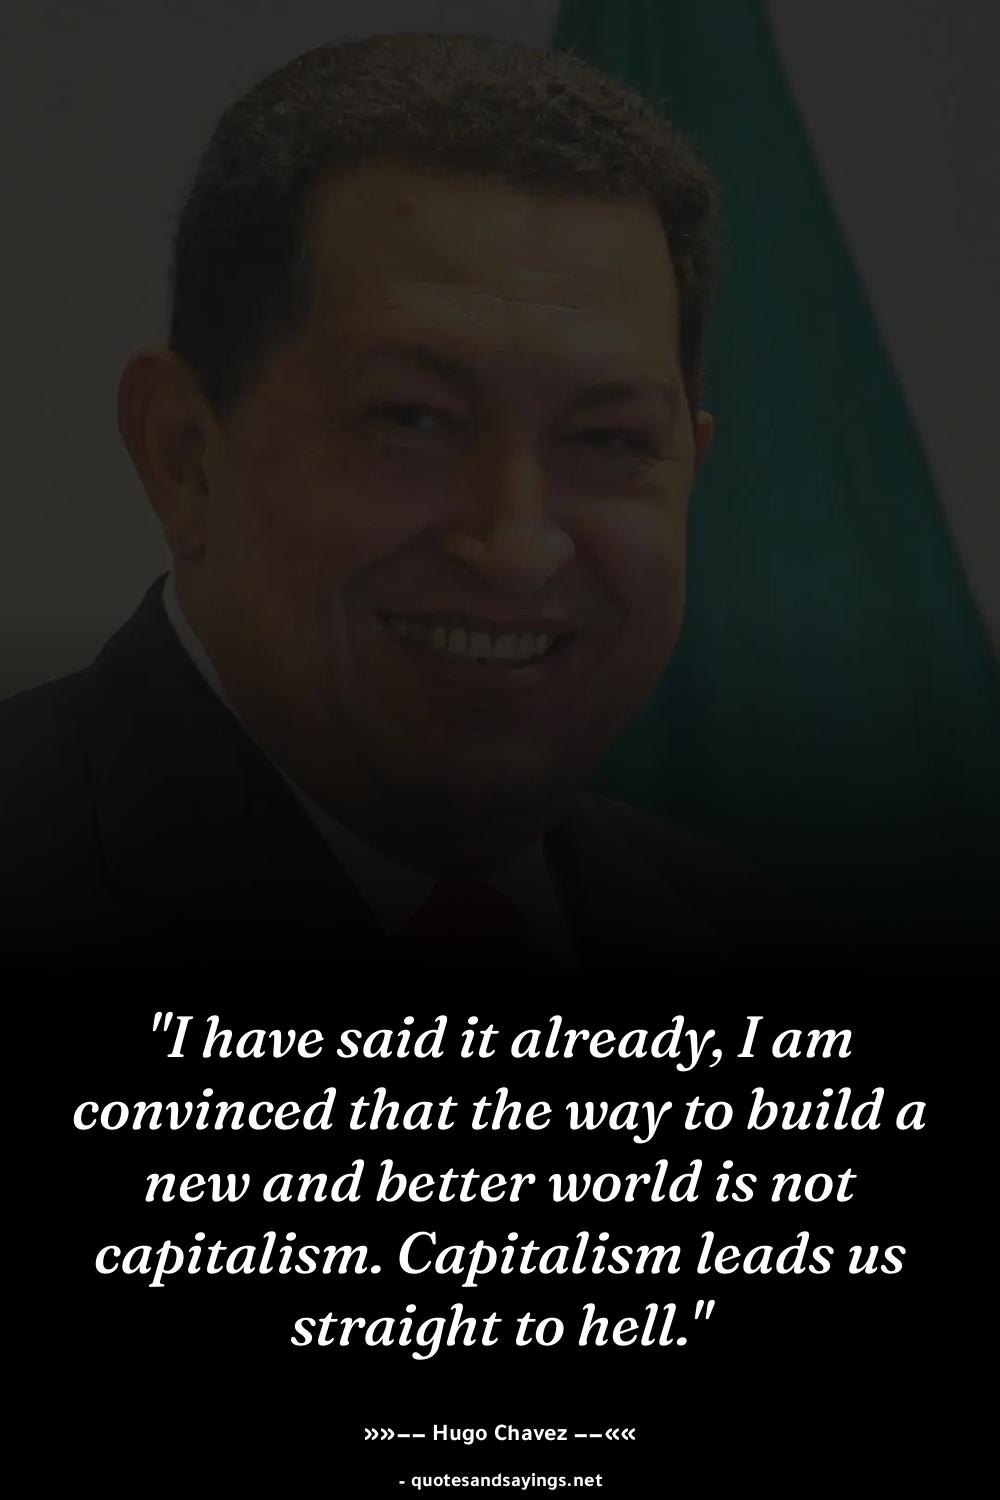 "I have said it already, I am
convinced that the way to build a
new and better world is not
capitalism. Capitalism leads us
straight to hell."
»»−− Hugo Chavez −−««
- quotesandsayings.net